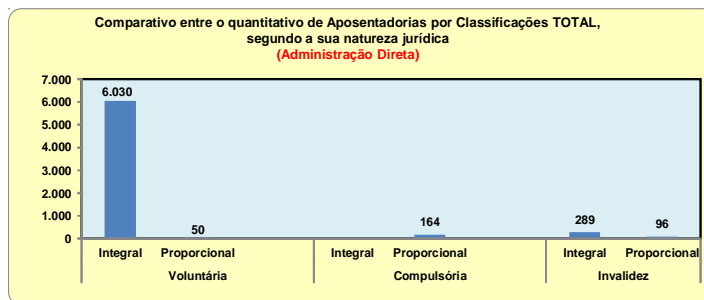 Comparativo entre o quantitativo de Aposentadorias por Classificações TOTAL,
segundo a sua natureza jurídica
(Administração Direta)
7.000
6.000
5.000
4.000
3.000
2.000
1.000
0
6.030
50
164
289
96
Integral Proporcional Integral Proporcional Integral Proporcional
Voluntária Compulsória Invalidez